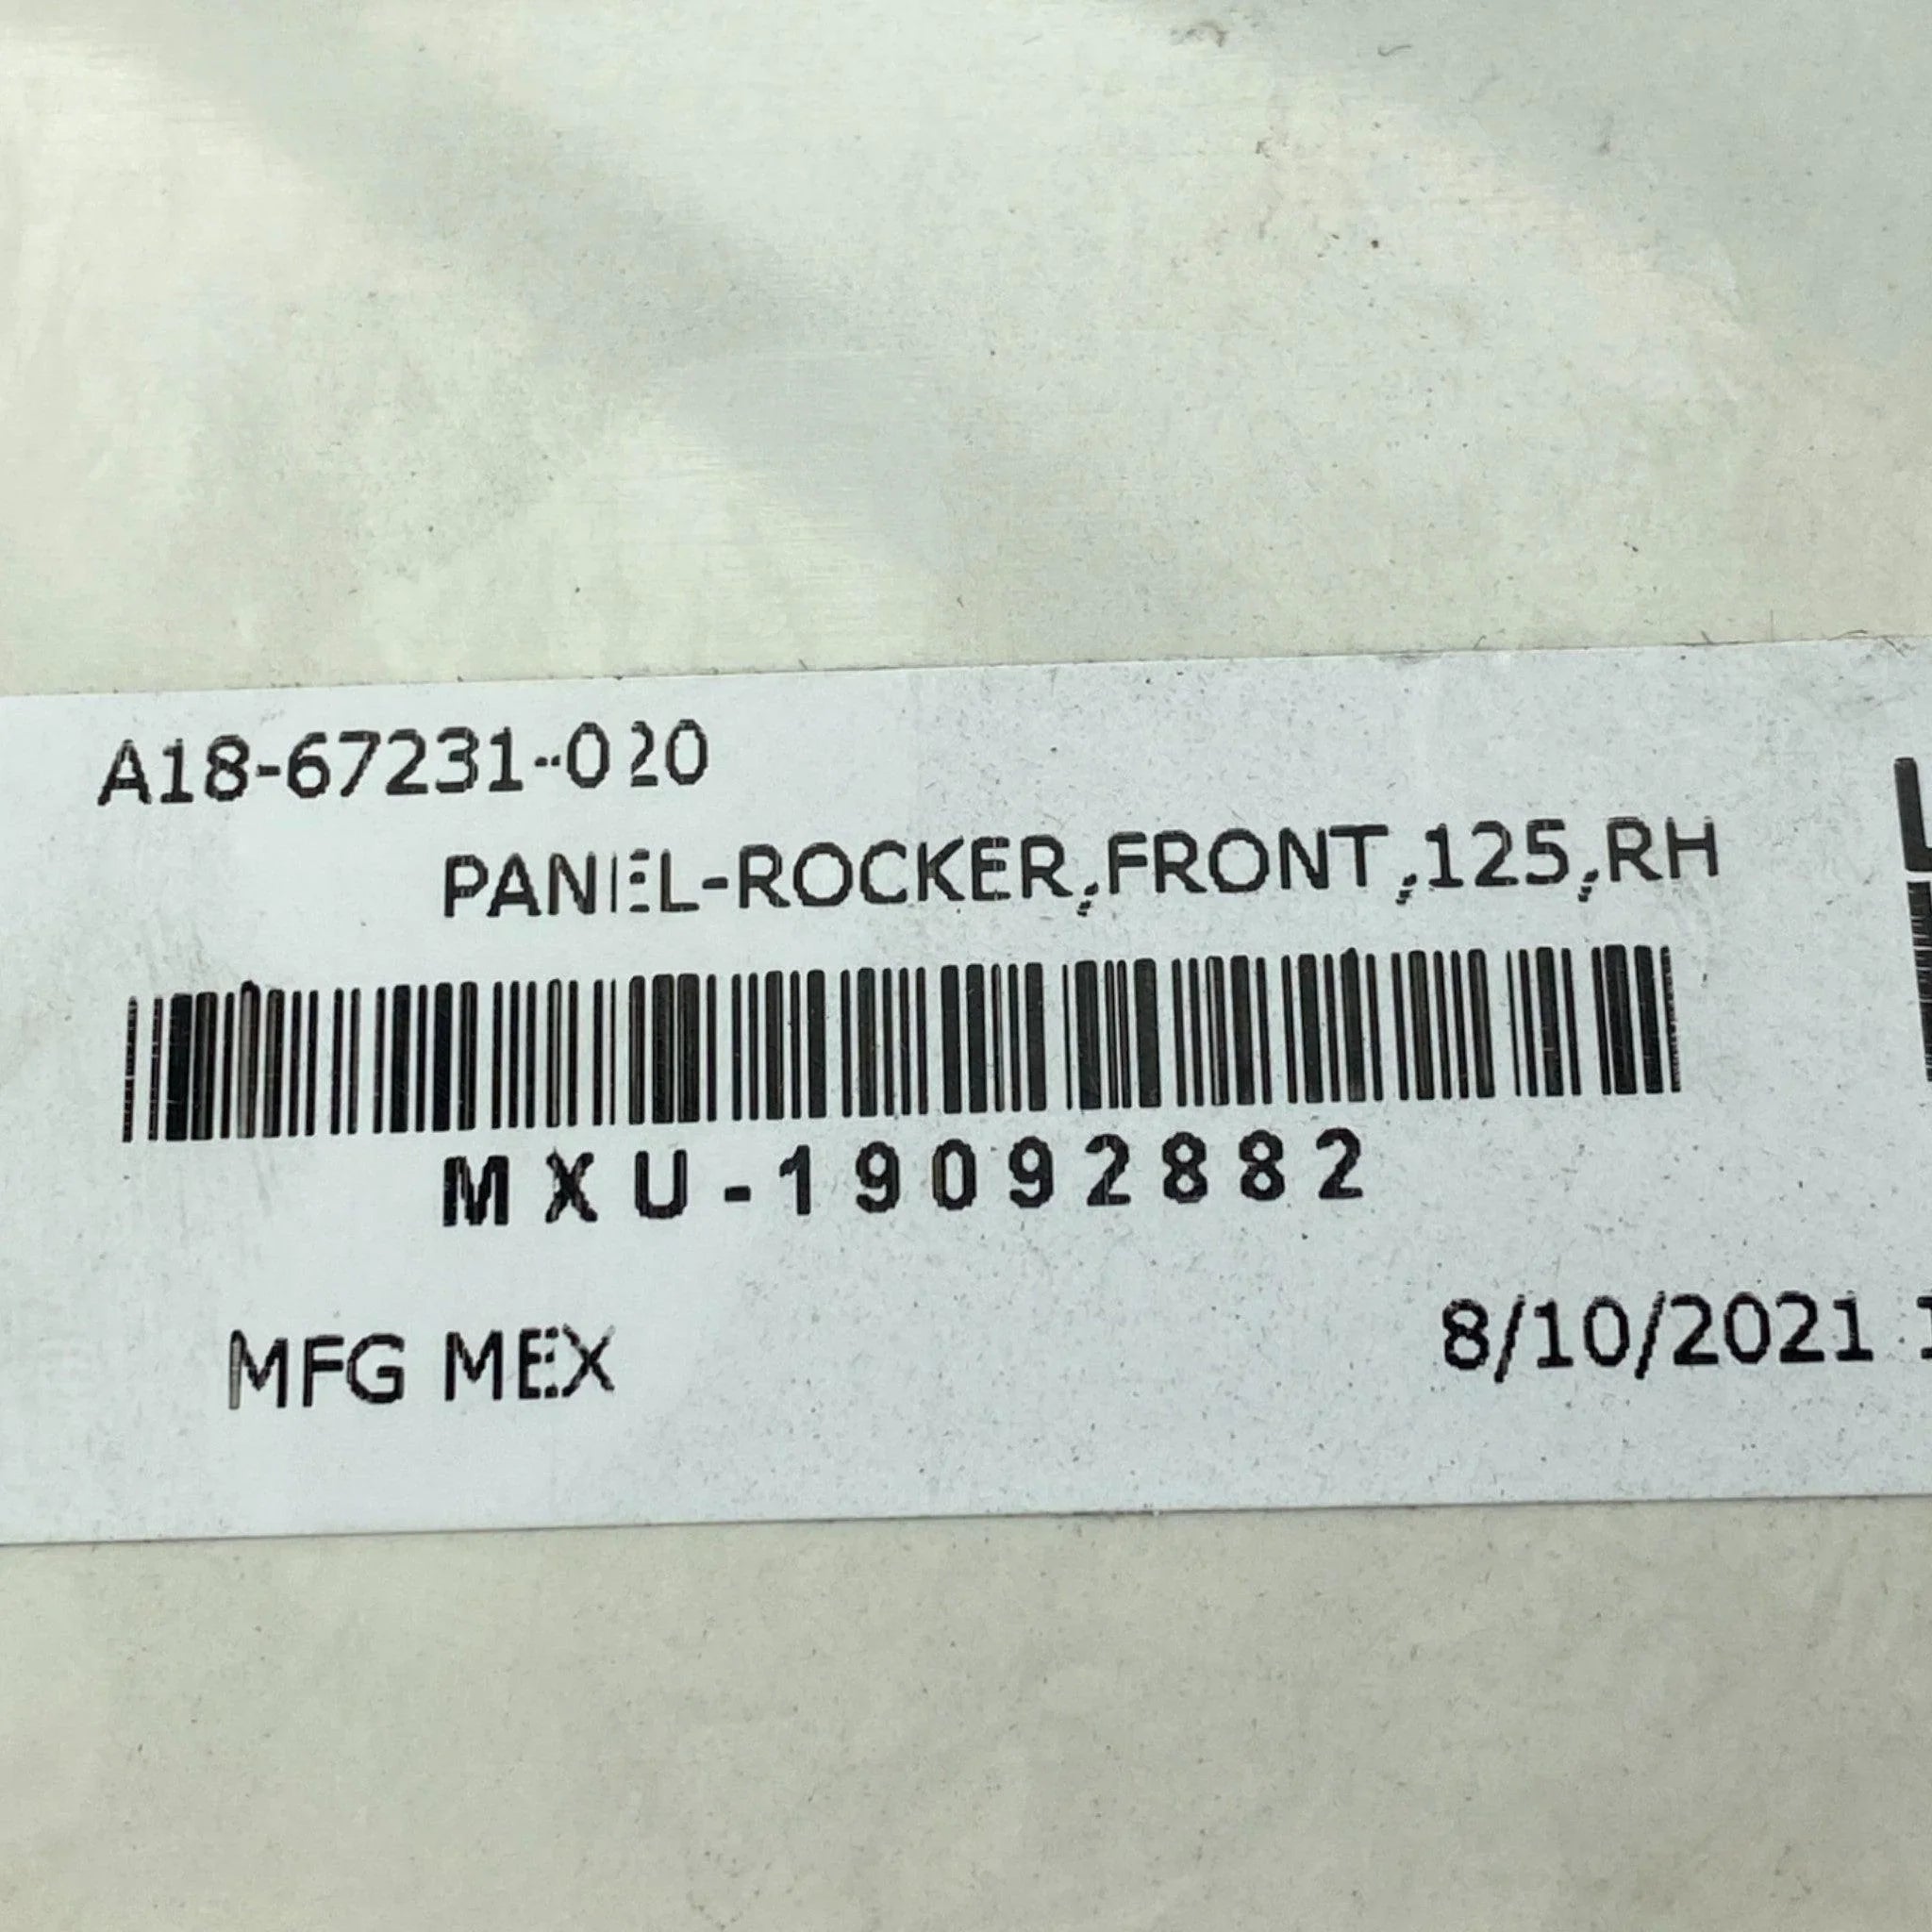 A18-67231-020
PANEL-ROCKER,FRONT,125,RH
MXU-19092882
MFG MEX
8/10/2021